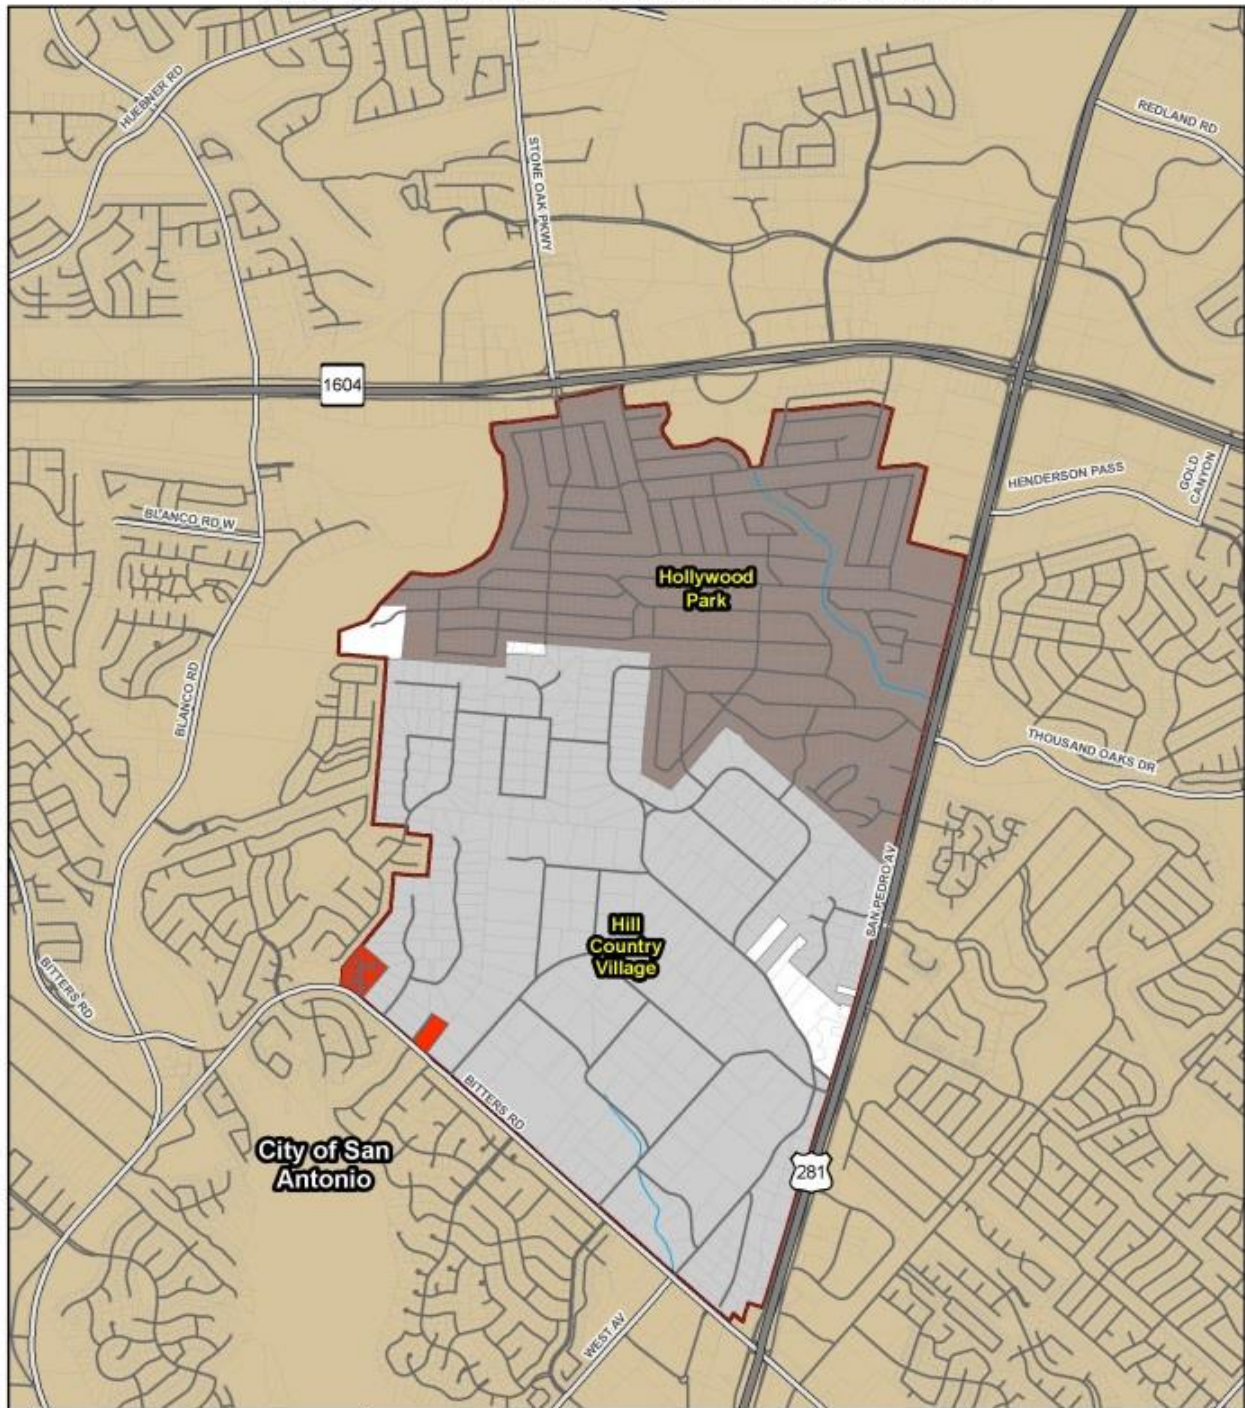 HUEBNER RD
STONE OAK PKWY
REDLAND RD
1604
HENDERSON PASS
GOLD
CANYON
BLANCO RD W
Hollywood
Park
BLANCO RD
THOUSAND OAKS DR
SAN PEDRO AV
Hill
Country
Village
BITTERS RD
BITTERS RD
City of San
Antonio
281
WEST AV